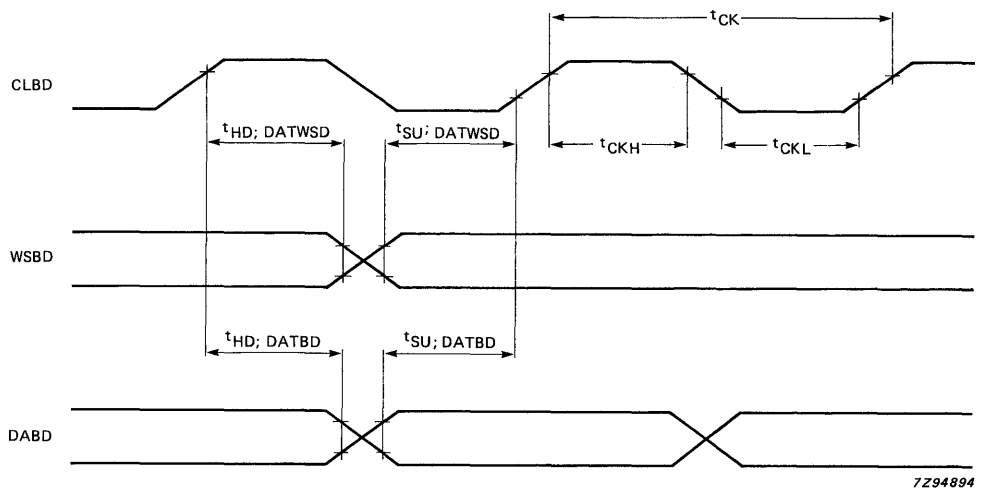 tCK
CLBD
tHD; DATWSD
tSU; DATWSD
tCKH
tCKL
WSBD
tHD; DATBD
tSU; DATBD
DABD
7Z94894